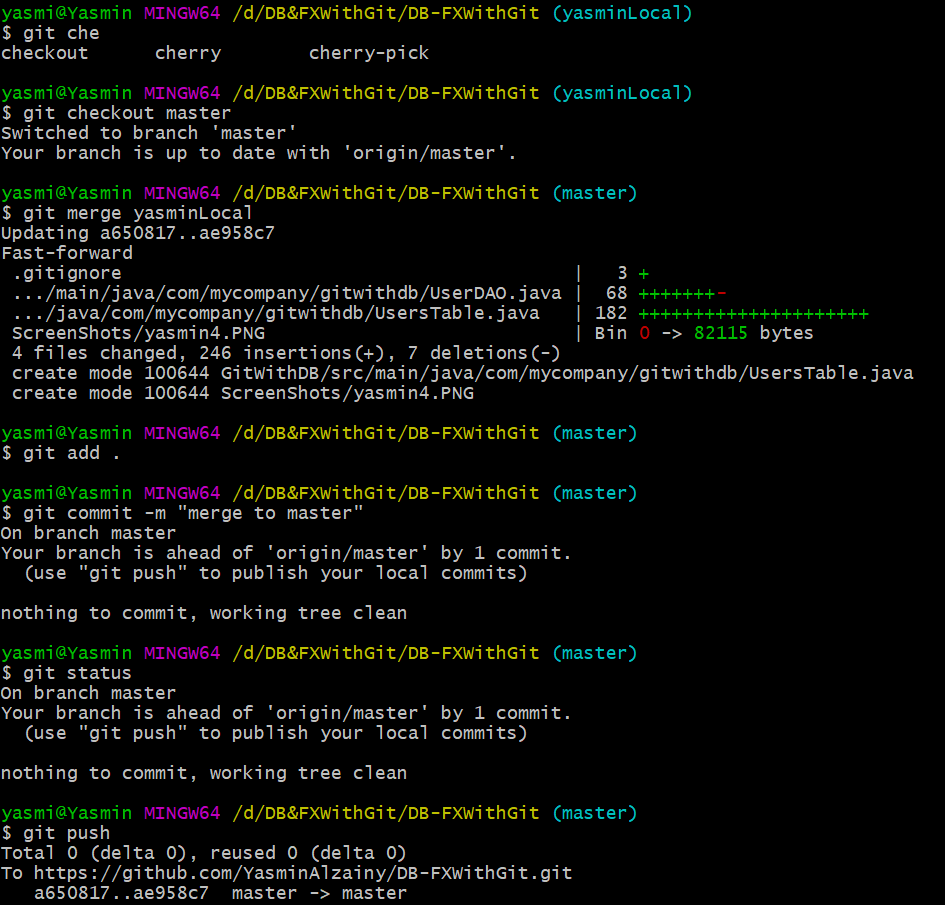 yasmi@Yasmin MINGW64 /d/DB&FXWithGit/DB-FXWithGit (yasminLocal)
$ git che
checkout      cherry        cherry-pick
yasmi@Yasmin MINGW64 /d/DB&FXWithGit/DB-FXWithGit (yasminLocal)
$ git checkout master
Switched to branch 'master'
Your branch is up to date with 'origin/master'.
yasmi@Yasmin MINGW64 /d/DB&FXWithGit/DB-FXWithGit (master)
$ git merge yasminLocal
Updating a650817..ae958c7
Fast-forward
 .gitignore                                         |   3 +
 .../main/java/com/mycompany/gitwithdb/UserDAO.java |  68 +++++++-
 .../java/com/mycompany/gitwithdb/UsersTable.java   | 182 +++++++++++++++++++++
 ScreenShots/yasmin4.PNG                            | Bin 0 -> 82115 bytes
 4 files changed, 246 insertions(+), 7 deletions(-)
 create mode 100644 GitWithDB/src/main/java/com/mycompany/gitwithdb/UsersTable.java
 create mode 100644 ScreenShots/yasmin4.PNG
yasmi@Yasmin MINGW64 /d/DB&FXWithGit/DB-FXWithGit (master)
$ git add .
yasmi@Yasmin MINGW64 /d/DB&FXWithGit/DB-FXWithGit (master)
$ git commit -m "merge to master"
On branch master
Your branch is ahead of 'origin/master' by 1 commit.
  (use "git push" to publish your local commits)
nothing to commit, working tree clean
yasmi@Yasmin MINGW64 /d/DB&FXWithGit/DB-FXWithGit (master)
$ git status
On branch master
Your branch is ahead of 'origin/master' by 1 commit.
  (use "git push" to publish your local commits)
nothing to commit, working tree clean
yasmi@Yasmin MINGW64 /d/DB&FXWithGit/DB-FXWithGit (master)
$ git push
Total 0 (delta 0), reused 0 (delta 0)
To https://github.com/YasminAlzainy/DB-FXWithGit.git
   a650817..ae958c7  master -> master